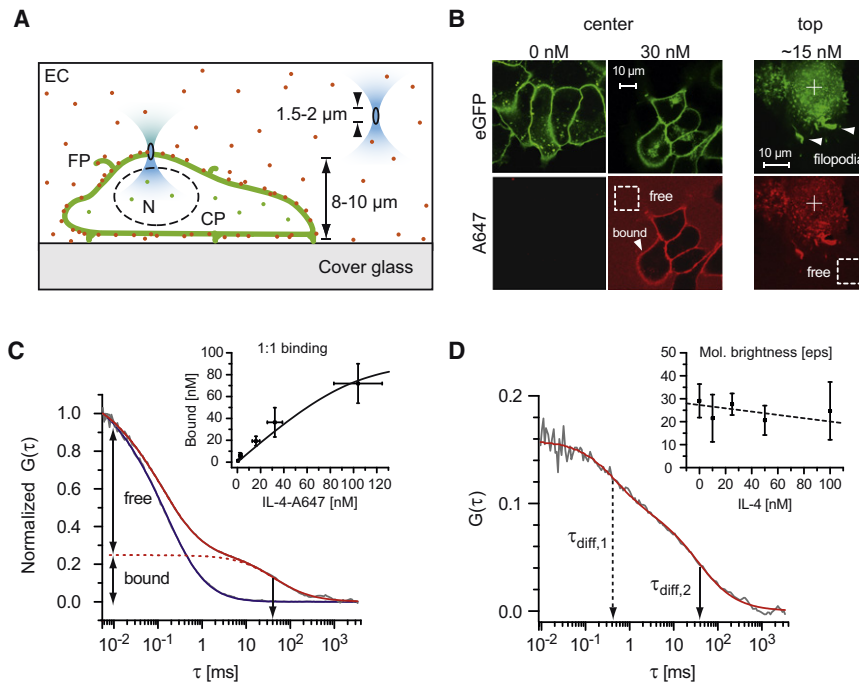 A
EC
1.5-2 µm
FP
8-10 µm
N
CP
Cover glass
B
center
top
0 nM
30 nM
~15 nM
eGFP
10 µm
10 µm
filopodia
A647
free
bound
free
C
1:1 binding
Bound [nM]
100
80
60
40
20
0
0 20 40 60 80 100 120
IL-4-A647 [nM]
Normalized G(τ)
1.0
0.8
0.6
0.4
0.2
0.0
free
bound
10-2 10-1 1 10 102 103
τ [ms]
D
Mol. brightness [eps]
50
40
30
20
10
0
0 20 40 60 80 100
IL-4 [nM]
G(τ)
0.2
0.1
0.0
τdiff,1
τdiff,2
10-2 10-1 1 10 102 103
τ [ms]